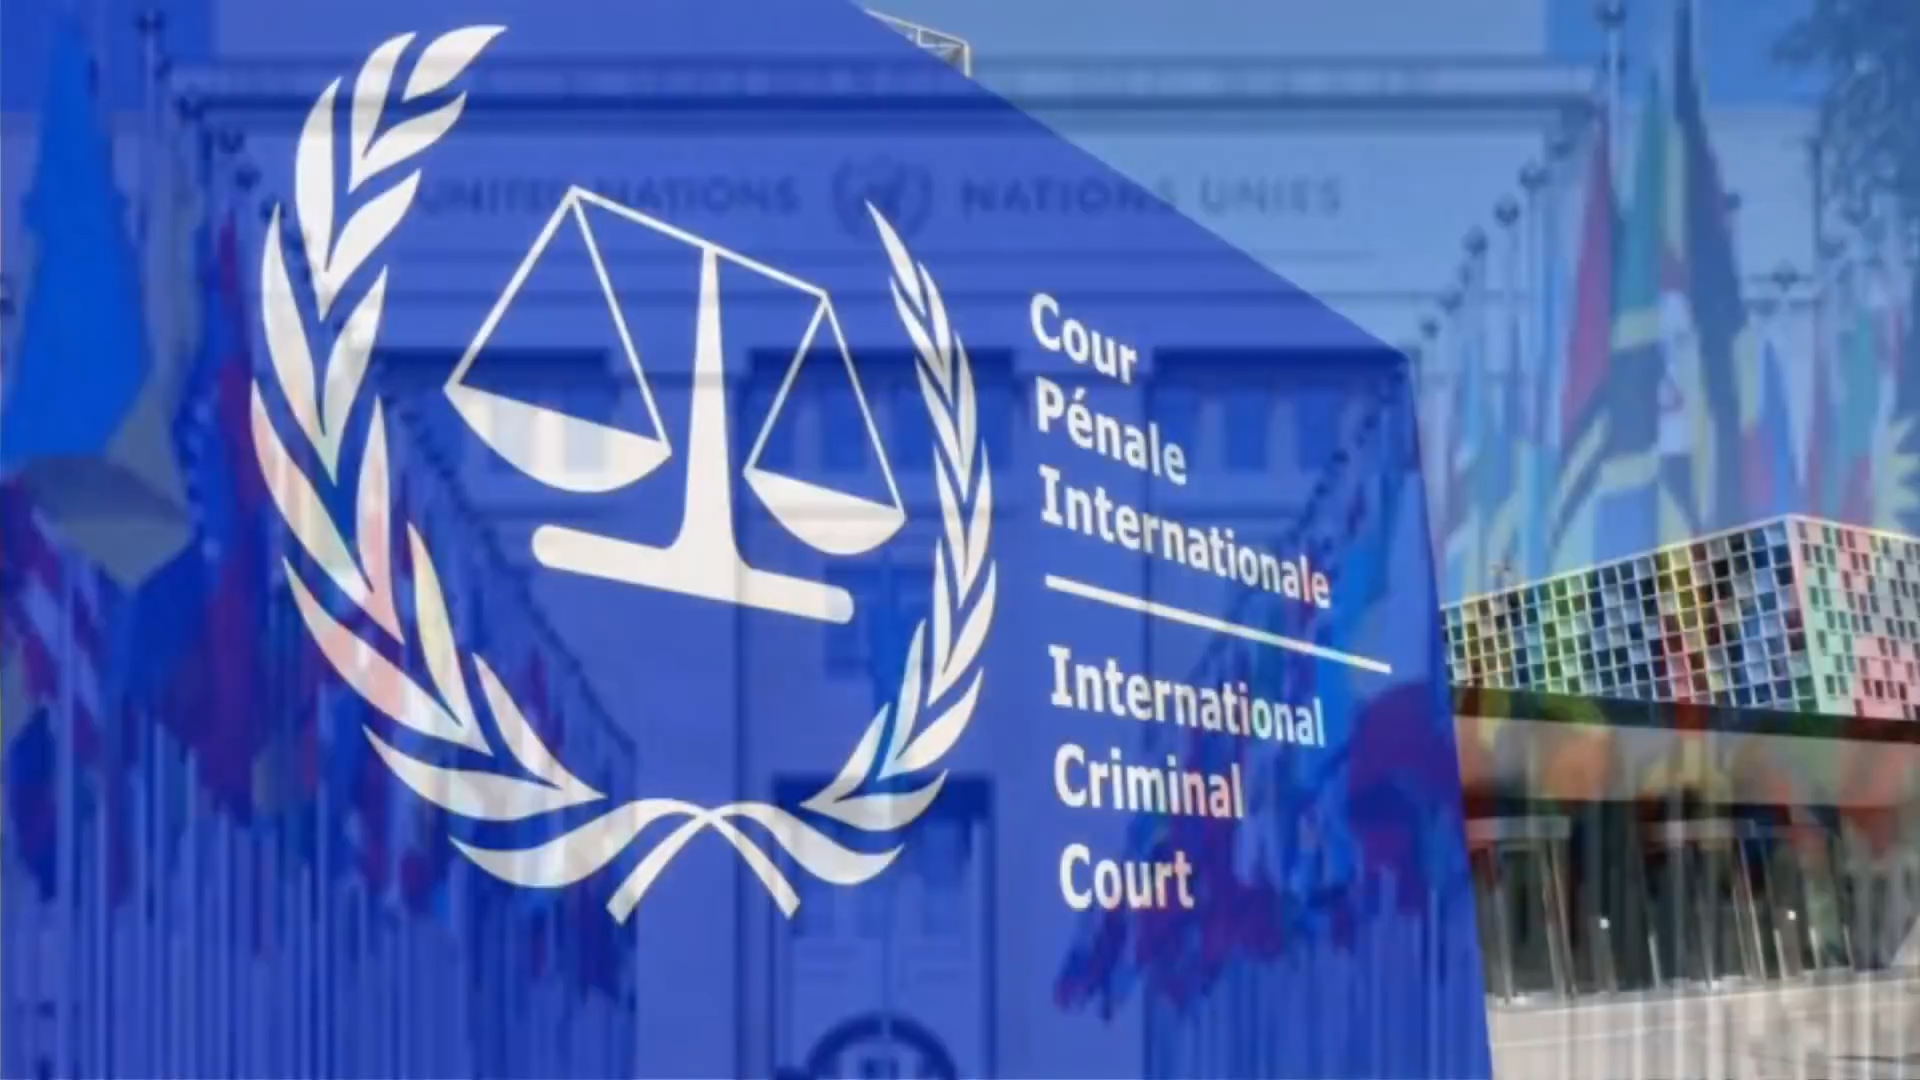 UNITED NATIONS NATIONS UNIES
Cour
Pénale
Internationale
International
Criminal
Court